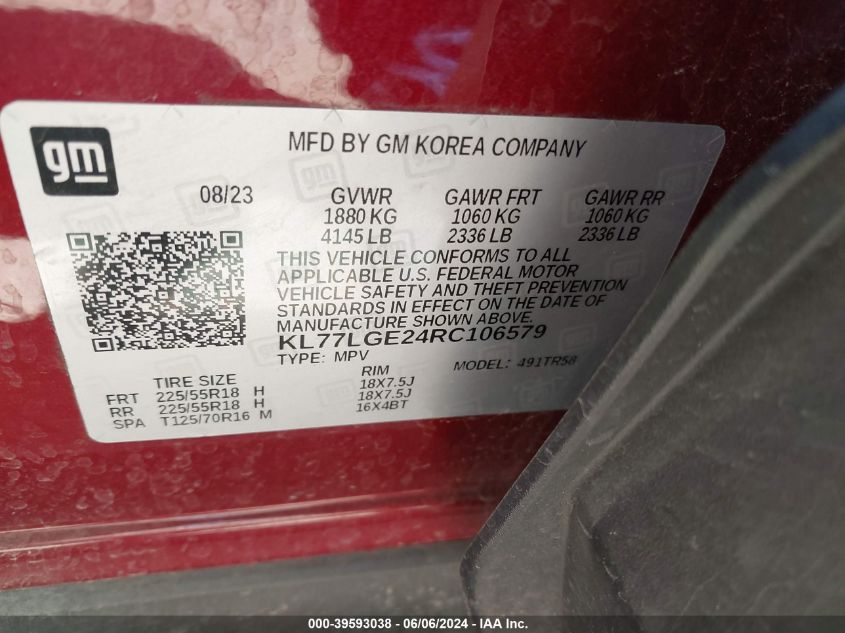 gm
MFD BY GM KOREA COMPANY
08/23 GVWR GAWR FRT GAWR RR
1880 KG 1060 KG 1060 KG
4145 LB 2336 LB 2336 LB
THIS VEHICLE CONFORMS TO ALL
APPLICABLE U.S. FEDERAL MOTOR
VEHICLE SAFETY AND THEFT PREVENTION
STANDARDS IN EFFECT ON THE DATE OF
MANUFACTURE SHOWN ABOVE.
KL77LGE24RC106579
TYPE: MPV MODEL: 491TR58
TIRE SIZE RIM
FRT 225/55R18 H 18X7.5J
RR 225/55R18 H 18X7.5J
SPA T125/70R16 M 16X4BT
000-39593038 - 06/06/2024 - IAA Inc.